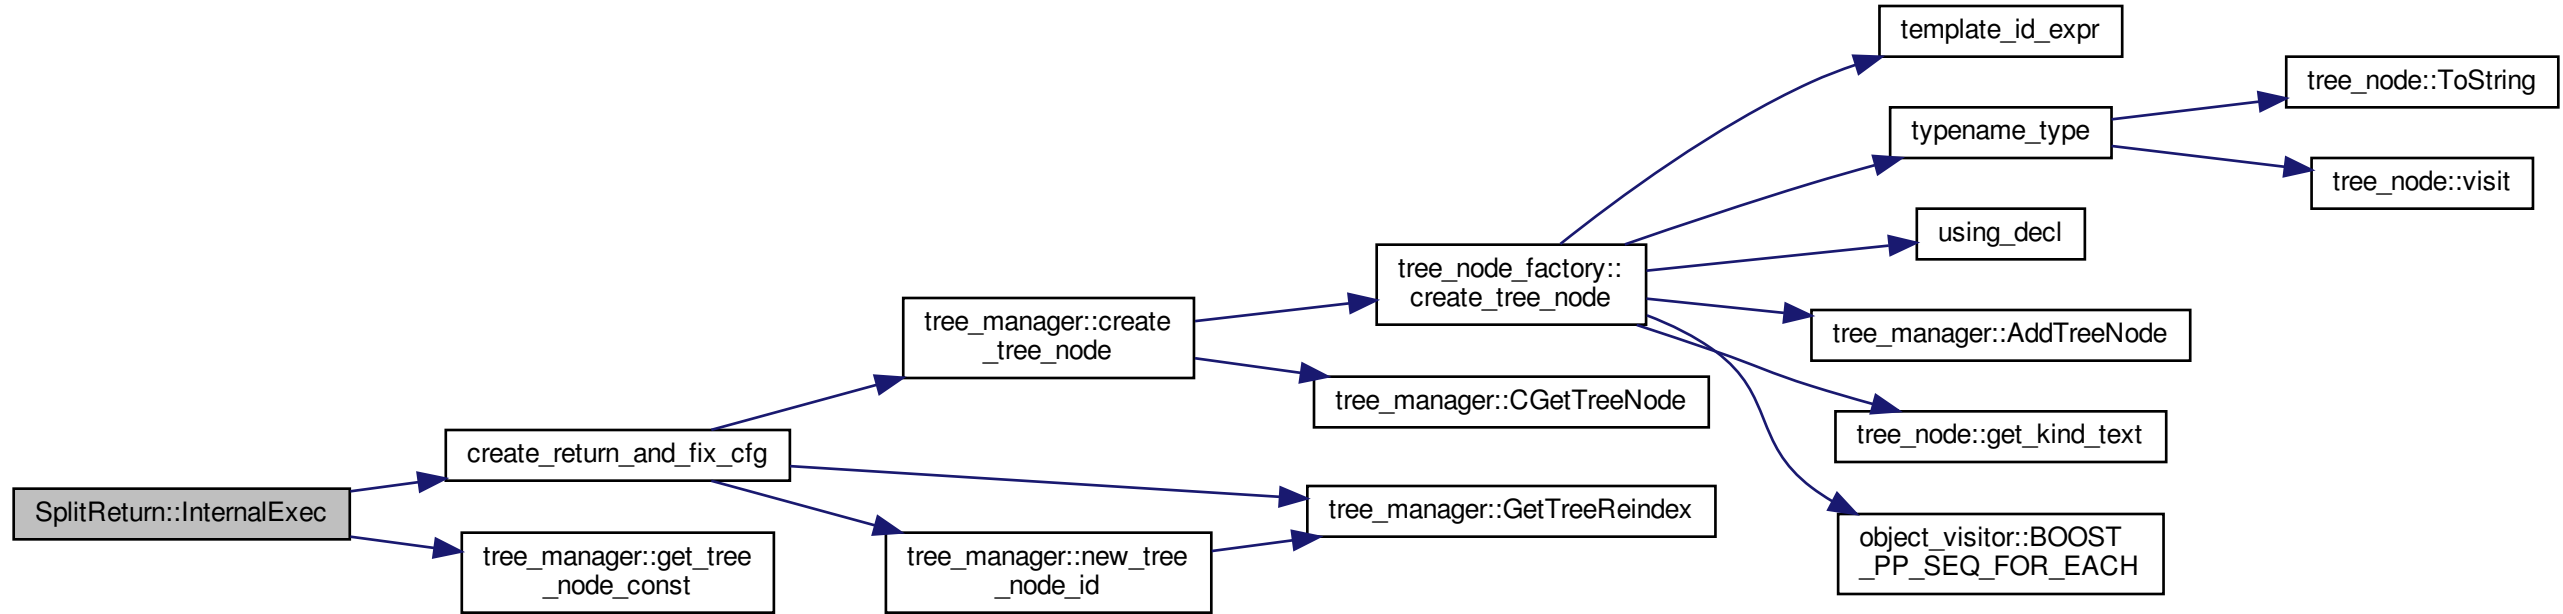 SplitReturn::InternalExec
create_return_and_fix_cfg
tree_manager::get_tree
_node_const
tree_manager::create
_tree_node
tree_manager::new_tree
_node_id
tree_node_factory::
create_tree_node
tree_manager::CGetTreeNode
tree_manager::GetTreeReindex
template_id_expr
typename_type
using_decl
tree_manager::AddTreeNode
tree_node::get_kind_text
object_visitor::BOOST
_PP_SEQ_FOR_EACH
tree_node::ToString
tree_node::visit